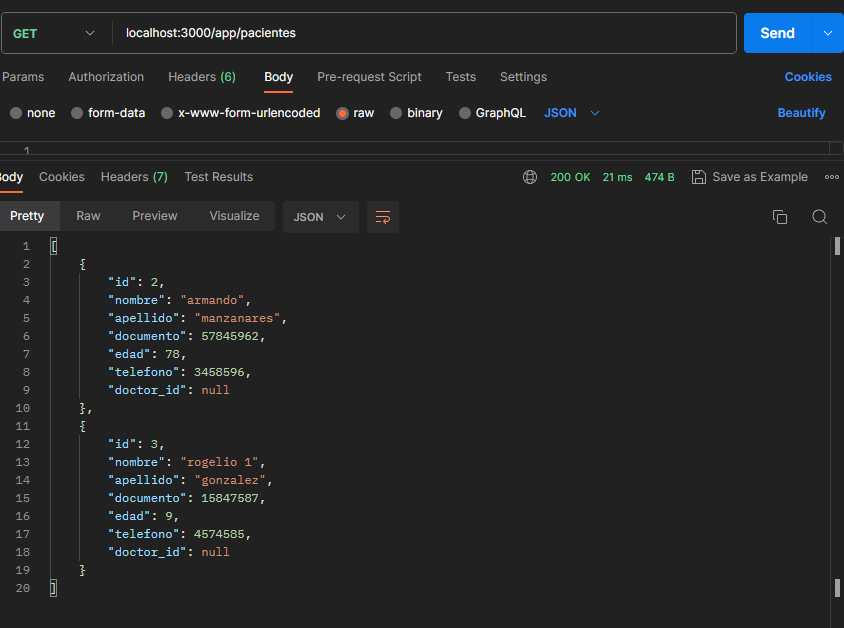 GET localhost:3000/app/pacientes Send
Params Authorization Headers (6) Body Pre-request Script Tests Settings Cookies
none form-data x-www-form-urlencoded raw binary GraphQL JSON Beautify
1
ody Cookies Headers (7) Test Results 200 OK 21 ms 474 B Save as Example
Pretty Raw Preview Visualize JSON
1 [
2 {
3 "id": 2,
4 "nombre": "armando",
5 "apellido": "manzanares",
6 "documento": 57845962,
7 "edad": 78,
8 "telefono": 3458596,
9 "doctor_id": null
10 },
11 {
12 "id": 3,
13 "nombre": "rogelio 1",
14 "apellido": "gonzalez",
15 "documento": 15847587,
16 "edad": 9,
17 "telefono": 4574585,
18 "doctor_id": null
19 }
20 ]